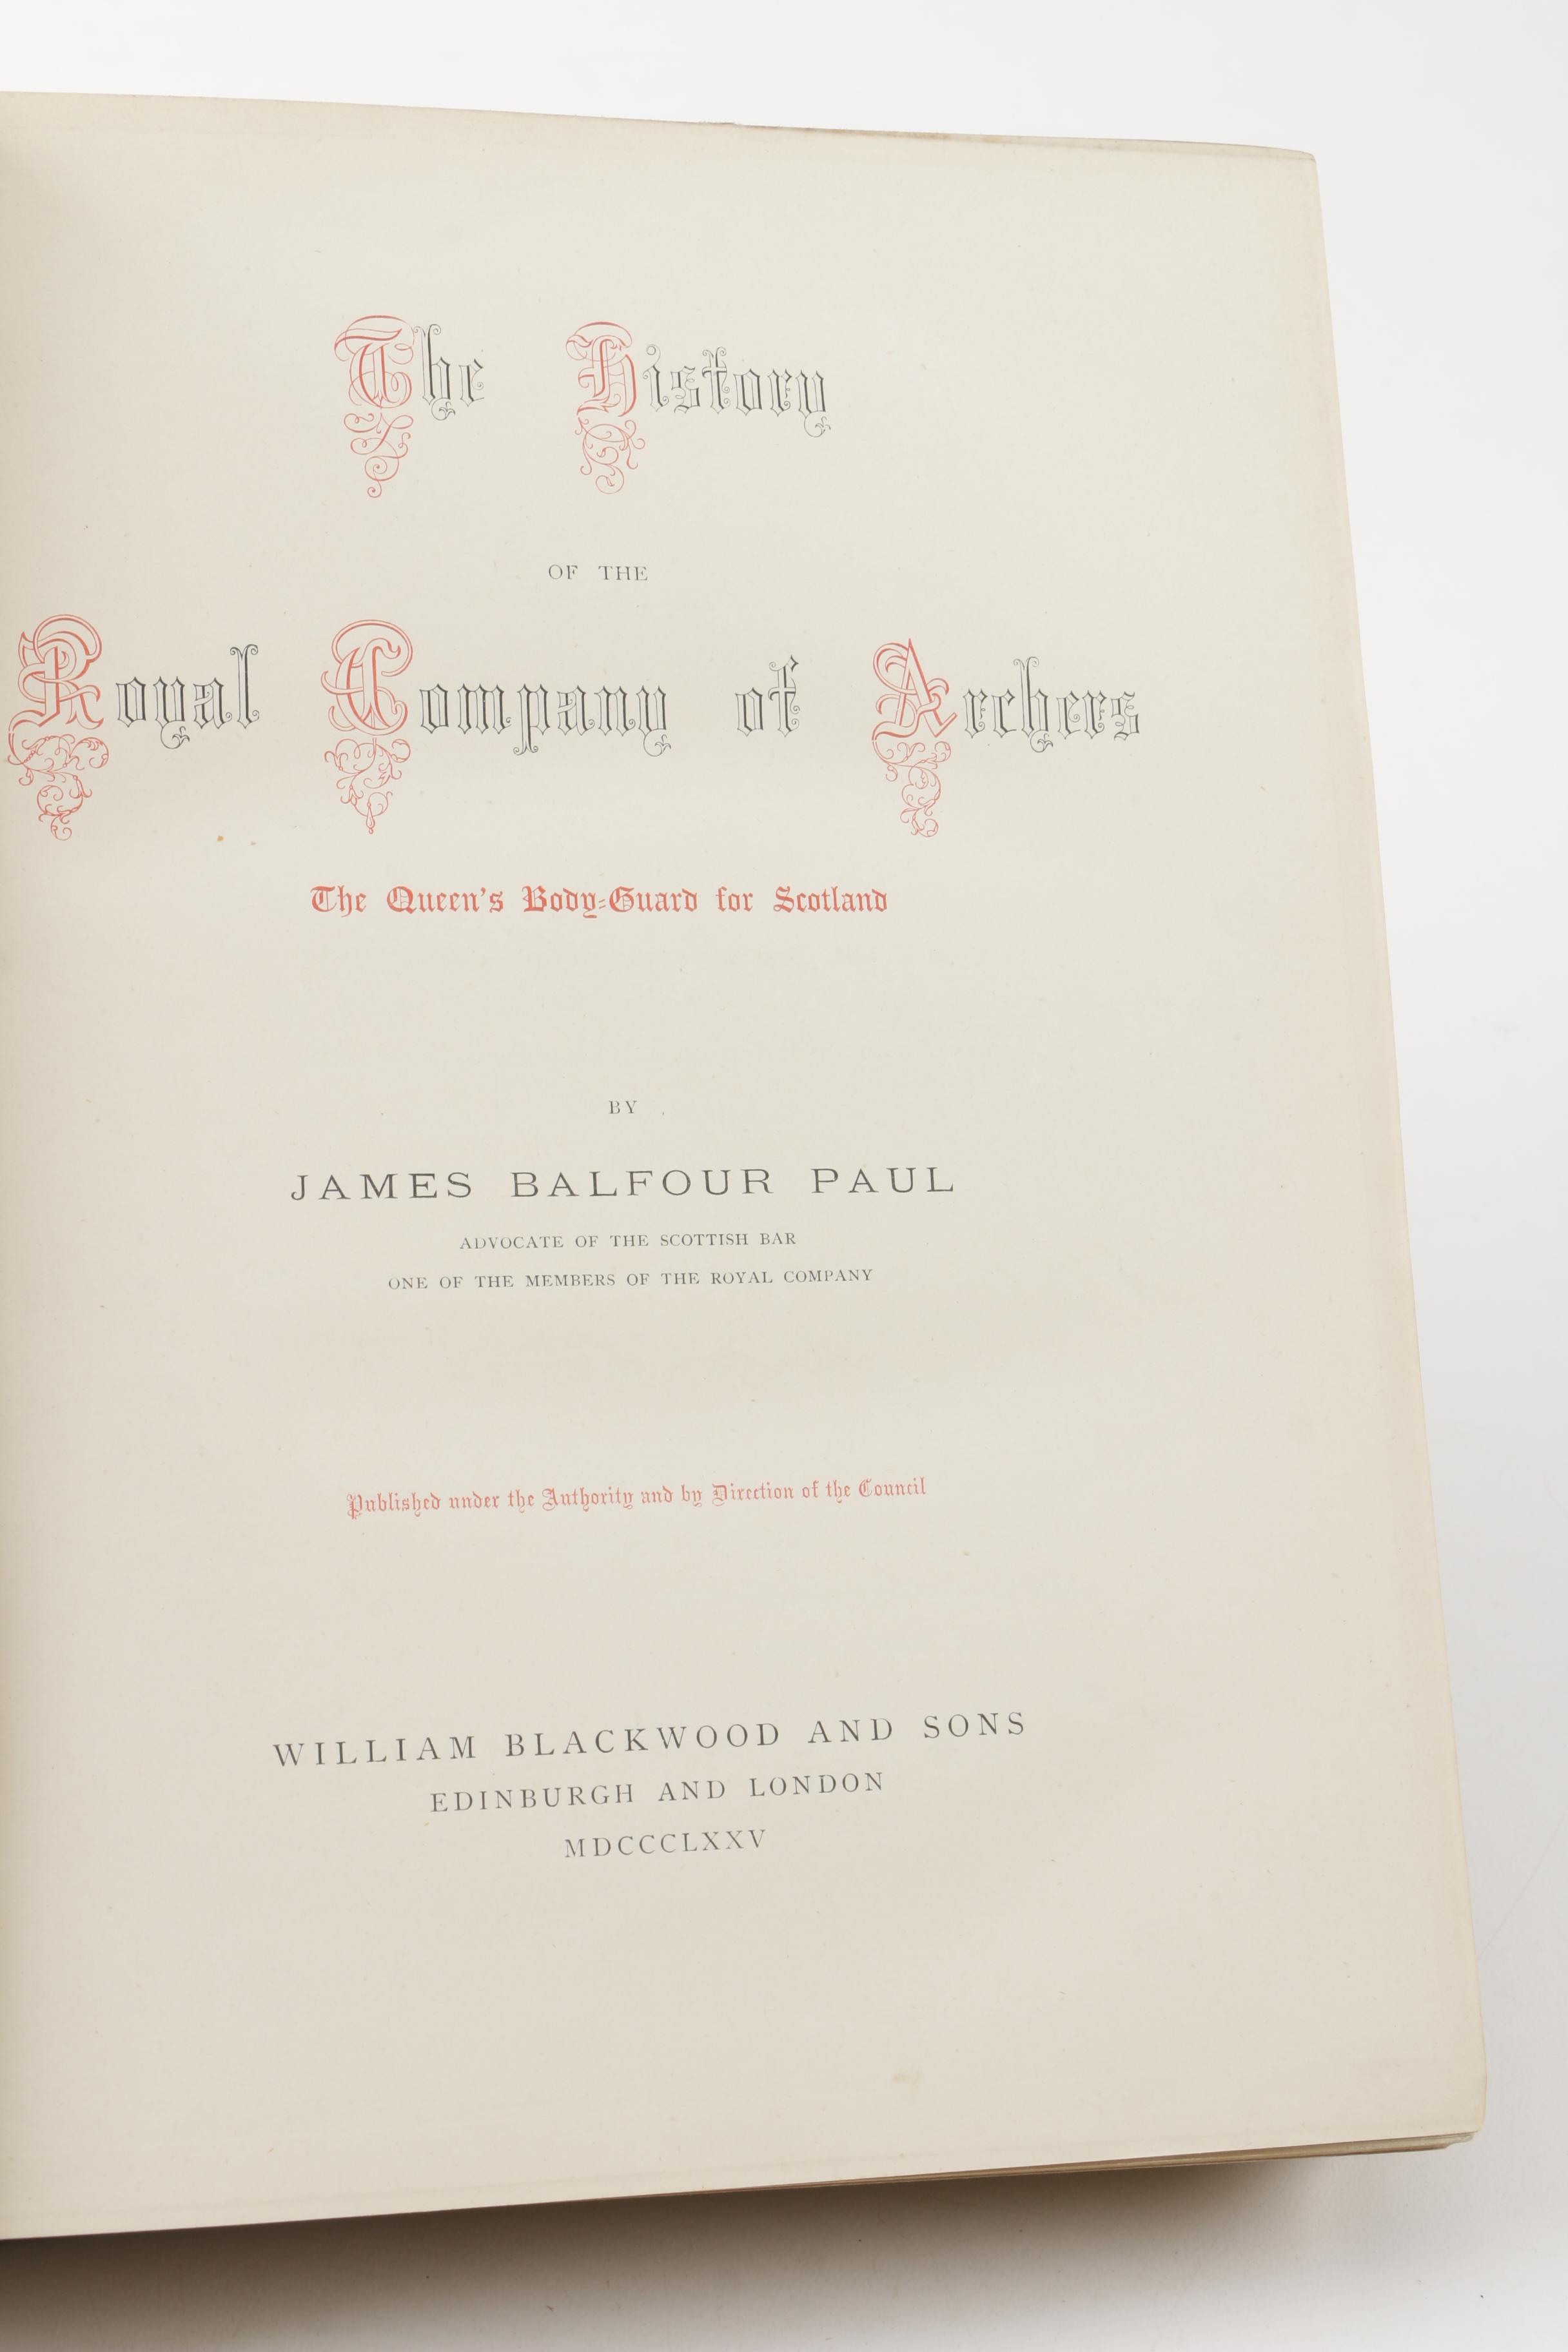 The History
OF THE
Royal Company of Archers
The Queen's Body-Guard for Scotland
BY
JAMES BALFOUR PAUL
ADVOCATE OF THE SCOTTISH BAR
ONE OF THE MEMBERS OF THE ROYAL COMPANY
Published under the Authority and by Direction of the Council
WILLIAM BLACKWOOD AND SONS
EDINBURGH AND LONDON
MDCCCLXXV